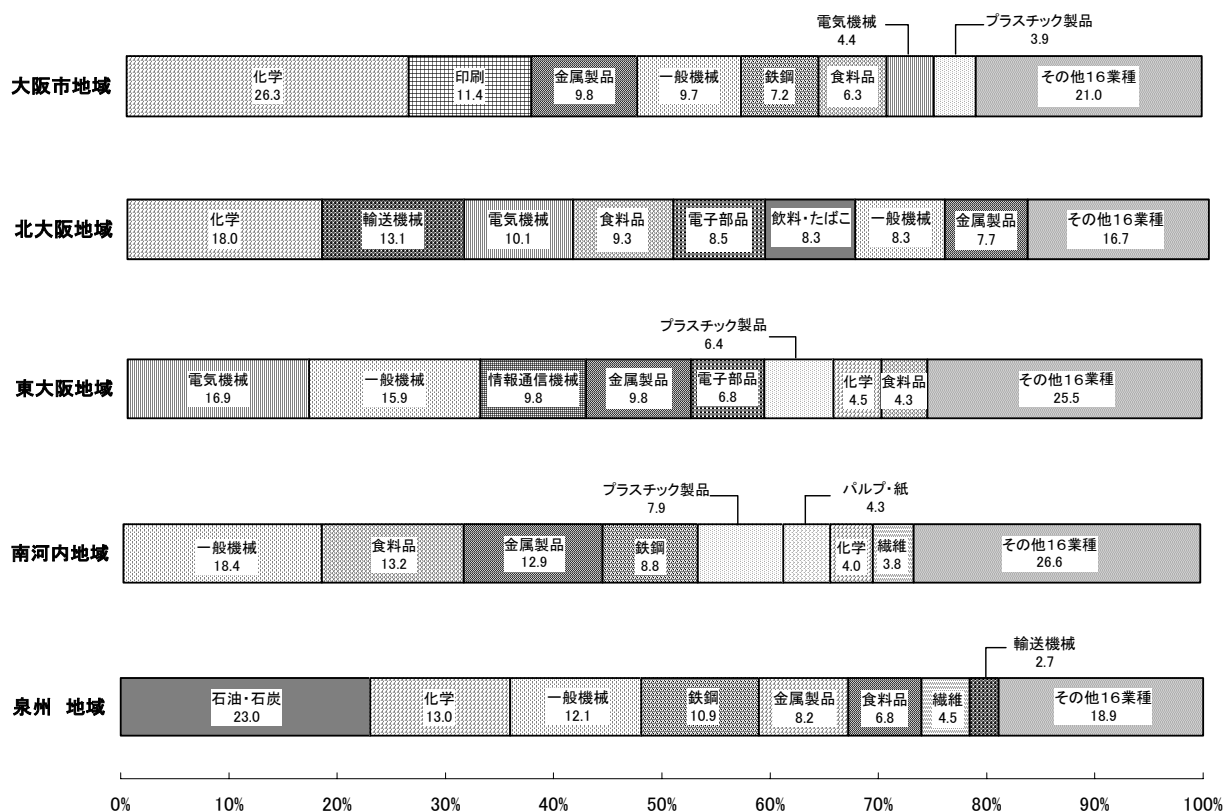 電気機械
4.4
プラスチック製品
3.9
大阪市地域
化学
26.3
印刷
11.4
金属製品
9.8
一般機械
9.7
鉄鋼
7.2
食料品
6.3
その他16業種
21.0
北大阪地域
化学
18.0
輸送機械
13.1
電気機械
10.1
食料品
9.3
電子部品
8.5
飲料・たばこ
8.3
一般機械
8.3
金属製品
7.7
その他16業種
16.7
プラスチック製品
6.4
東大阪地域
電気機械
16.9
一般機械
15.9
情報通信機械
9.8
金属製品
9.8
電子部品
6.8
化学
4.5
食料品
4.3
その他16業種
25.5
プラスチック製品
7.9
パルプ・紙
4.3
南河内地域
一般機械
18.4
食料品
13.2
金属製品
12.9
鉄鋼
8.8
化学
4.0
繊維
3.8
その他16業種
26.6
輸送機械
2.7
泉州 地域
石油・石炭
23.0
化学
13.0
一般機械
12.1
鉄鋼
10.9
金属製品
8.2
食料品
6.8
繊維
4.5
その他16業種
18.9
0% 10% 20% 30% 40% 50% 60% 70% 80% 90% 100%